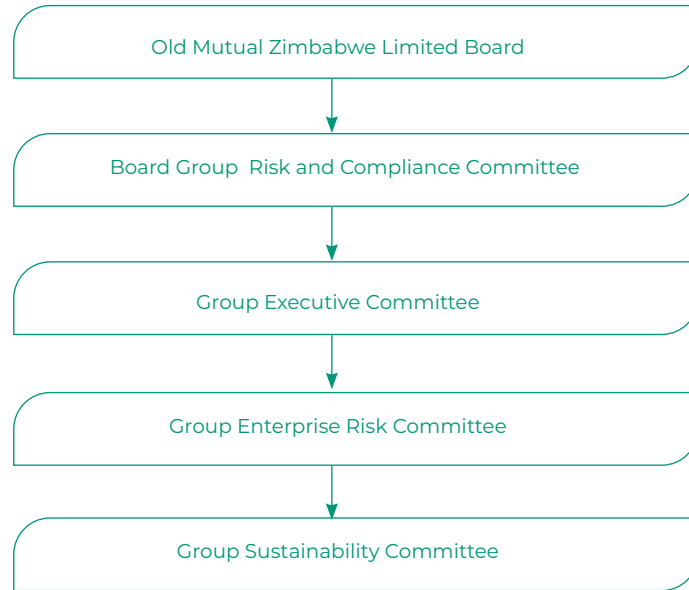 Old Mutual Zimbabwe Limited Board
Board Group  Risk and Compliance Committee
Group Executive Committee
Group Enterprise Risk Committee
Group Sustainability Committee